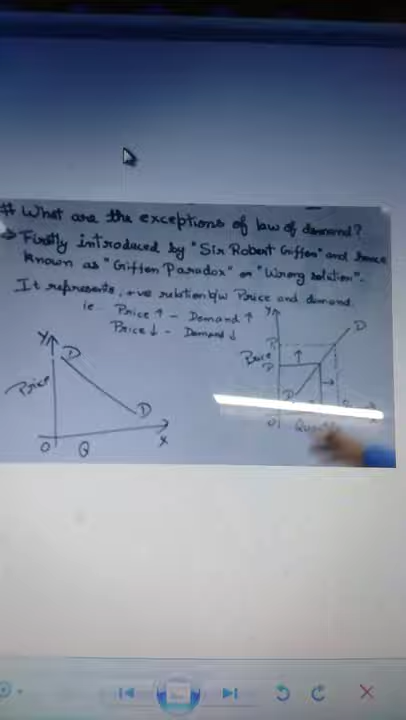 # What are the exceptions of law of demand?
→ Firstly introduced by "Sir Robert Giffen" and hence
known as "Giffen Paradox" or "Wrong solution".
It represents, +ve relation b/w Price and demand.
ie. Price ↑ - Demand ↑
Price ↓ - Demand ↓
Y
D
Price
D
O Q X
Y
D
Price
D
O